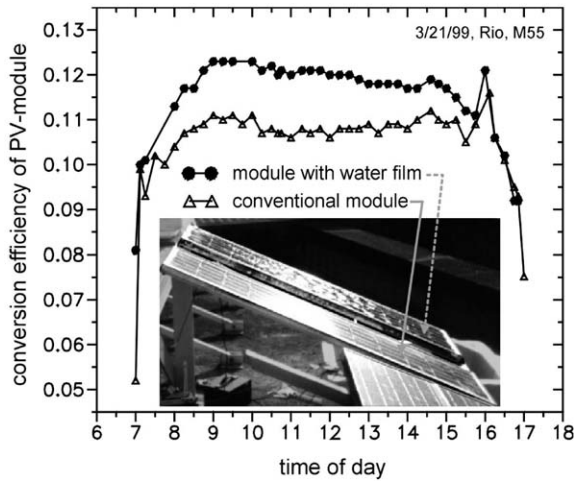 0.13
0.12
0.11
0.10
0.09
0.08
0.07
0.06
0.05
conversion efficiency of PV-module
3/21/99, Rio, M55
module with water film
conventional module
6 7 8 9 10 11 12 13 14 15 16 17 18
time of day